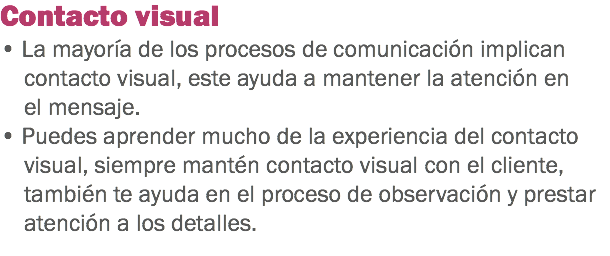 Contacto visual
• La mayoría de los procesos de comunicación implican
contacto visual, este ayuda a mantener la atención en
el mensaje.
• Puedes aprender mucho de la experiencia del contacto
visual, siempre mantén contacto visual con el cliente,
también te ayuda en el proceso de observación y prestar
atención a los detalles.